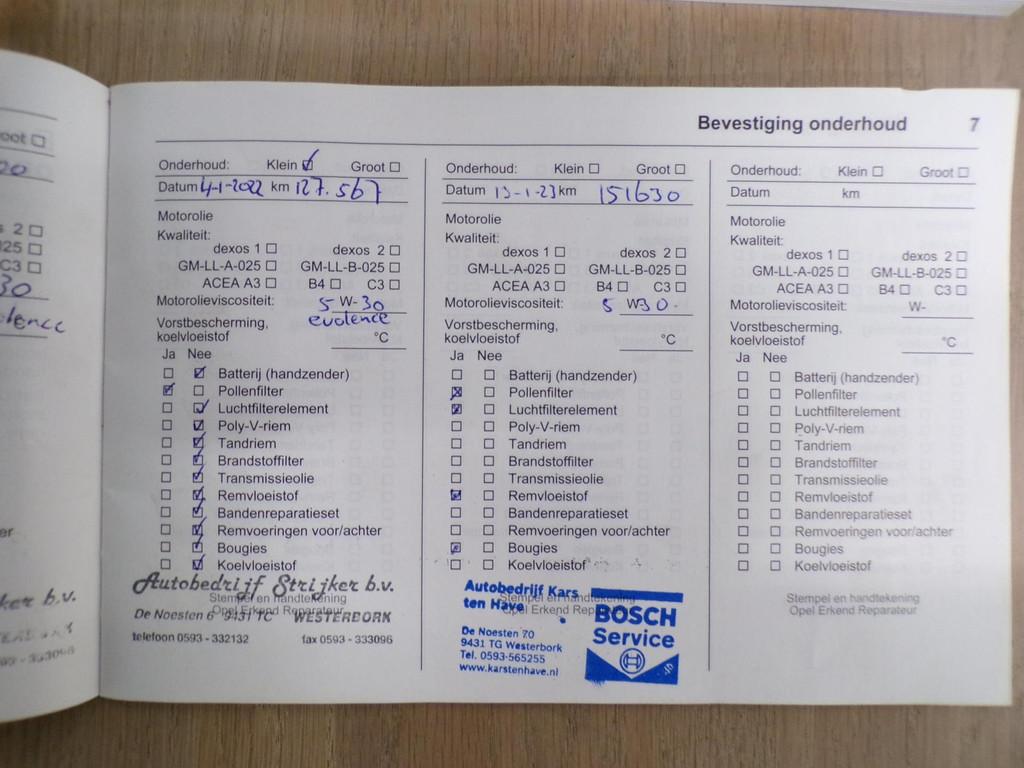 oot
20
s 2
025
C3
30
olence
er
ker b.v.
Bevestiging onderhoud 7
Onderhoud: Klein Groot
Datum 4-1-2022 km 127.567
Motorolie
Kwaliteit:
dexos 1 dexos 2
GM-LL-A-025 GM-LL-B-025
ACEA A3 B4 C3
Motorolieviscositeit: 5 W-30
evolence
Vorstbescherming,
koelvloeistof °C
Ja Nee
Batterij (handzender)
Pollenfilter
Luchtfilterelement
Poly-V-riem
Tandriem
Brandstoffilter
Transmissieolie
Remvloeistof
Bandenreparatieset
Remvoeringen voor/achter
Bougies
Koelvloeistof
Autobedrijf Strijker b.v.
Stempel en handtekening
Opel Erkend Reparateur
De Noesten 6 9431 TC WESTERBORK
telefoon 0593 - 332132 fax 0593 - 333096
Onderhoud: Klein Groot
Datum 13-1-23 km 151630
Motorolie
Kwaliteit:
dexos 1 dexos 2
GM-LL-A-025 GM-LL-B-025
ACEA A3 B4 C3
Motorolieviscositeit: 5 W30-
Vorstbescherming,
koelvloeistof °C
Ja Nee
Batterij (handzender)
Pollenfilter
Luchtfilterelement
Poly-V-riem
Tandriem
Brandstoffilter
Transmissieolie
Remvloeistof
Bandenreparatieset
Remvoeringen voor/achter
Bougies
Koelvloeistof
Stempel en handtekening
Opel Erkend Rep
Autobedrijf Kars
ten Have
De Noesten 70
9431 TG Westerbork
Tel. 0593-565255
www.karstenhave.nl
BOSCH
Service
Onderhoud: Klein Groot
Datum km
Motorolie
Kwaliteit:
dexos 1 dexos 2
GM-LL-A-025 GM-LL-B-025
ACEA A3 B4 C3
Motorolieviscositeit: W-
Vorstbescherming,
koelvloeistof °C
Ja Nee
Batterij (handzender)
Pollenfilter
Luchtfilterelement
Poly-V-riem
Tandriem
Brandstoffilter
Transmissieolie
Remvloeistof
Bandenreparatieset
Remvoeringen voor/achter
Bougies
Koelvloeistof
Stempel en handtekening
Opel Erkend Reparateur